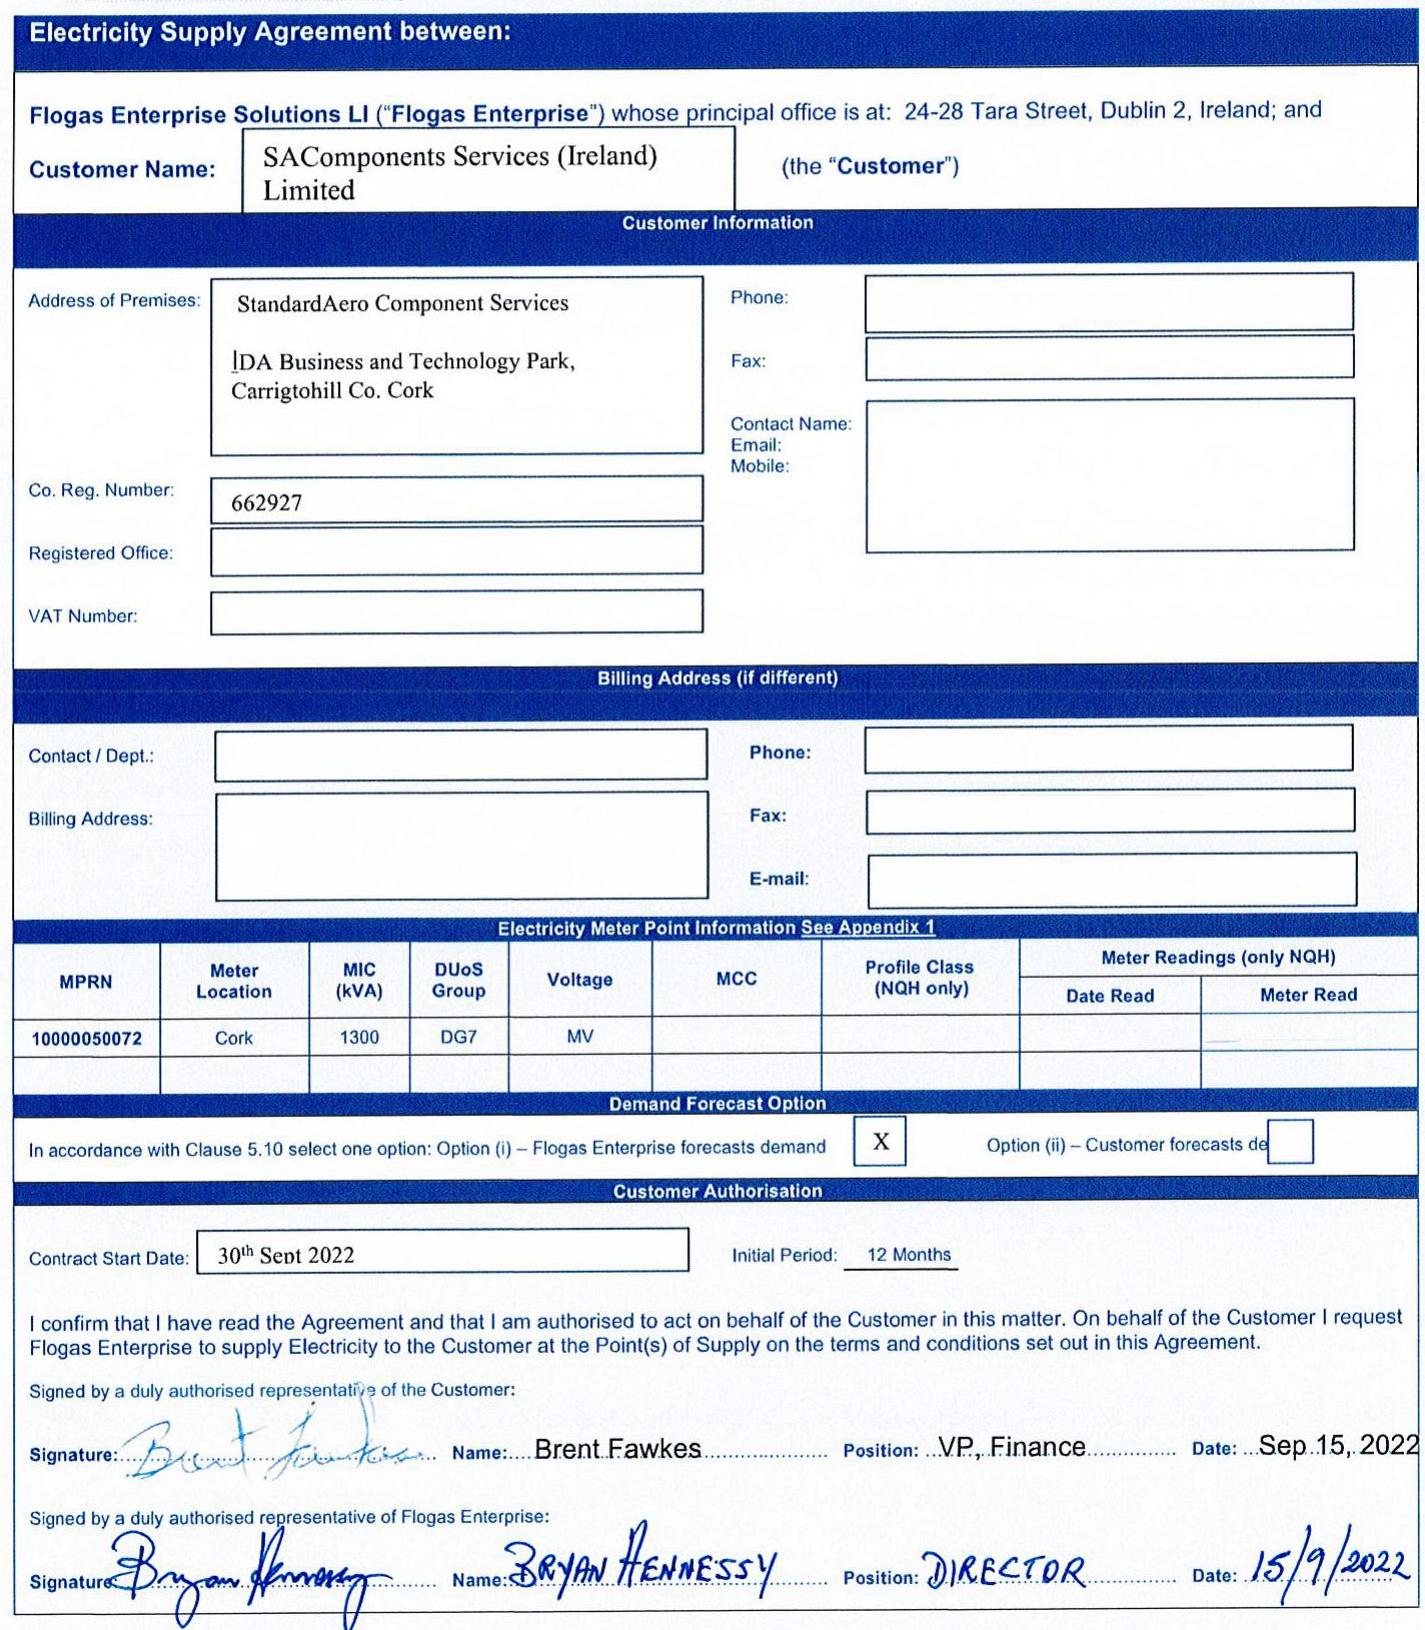 Electricity Supply Agreement between:
Flogas Enterprise Solutions LI ("Flogas Enterprise") whose principal office is at: 24-28 Tara Street, Dublin 2, Ireland; and
Customer Name: SAComponents Services (Ireland) Limited (the "Customer")
Customer Information
Address of Premises: StandardAero Component Services
IDA Business and Technology Park,
Carrigtohill Co. Cork
Phone:
Fax:
Contact Name:
Email:
Mobile:
Co. Reg. Number: 662927
Registered Office:
VAT Number:
Billing Address (if different)
Contact / Dept.:
Phone:
Billing Address:
Fax:
E-mail:
Electricity Meter Point Information See Appendix 1
MPRN Meter Location MIC (kVA) DUoS Group Voltage MCC Profile Class (NQH only) Meter Readings (only NQH)
Date Read Meter Read
10000050072 Cork 1300 DG7 MV
Demand Forecast Option
In accordance with Clause 5.10 select one option: Option (i) – Flogas Enterprise forecasts demand X Option (ii) – Customer forecasts de
Customer Authorisation
Contract Start Date: 30th Sept 2022 Initial Period: 12 Months
I confirm that I have read the Agreement and that I am authorised to act on behalf of the Customer in this matter. On behalf of the Customer I request
Flogas Enterprise to supply Electricity to the Customer at the Point(s) of Supply on the terms and conditions set out in this Agreement.
Signed by a duly authorised representative of the Customer:
Signature: Brent Fawkes Name: Brent Fawkes Position: VP, Finance Date: Sep 15, 2022
Signed by a duly authorised representative of Flogas Enterprise:
Signature: Bryan Hennessy Name: BRYAN HENNESSY Position: DIRECTOR Date: 15/9/2022